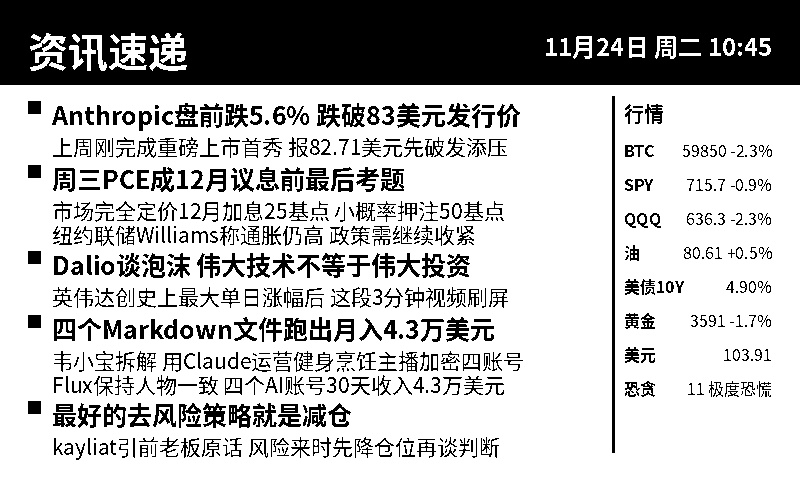 资讯速递
11月24日 周二 10:45
Anthropic盘前跌5.6% 跌破83美元发行价
上周刚完成重磅上市首秀 报82.71美元先破发添压
周三PCE成12月议息前最后考题
市场完全定价12月加息25基点 小概率押注50基点
纽约联储Williams称通胀仍高 政策需继续收紧
Dalio谈泡沫 伟大技术不等于伟大投资
英伟达创史上最大单日涨幅后 这段3分钟视频刷屏
四个Markdown文件跑出月入4.3万美元
韦小宝拆解 用Claude运营健身烹饪主播加密四账号
Flux保持人物一致 四个AI账号30天收入4.3万美元
最好的去风险策略就是减仓
kayliat引前老板原话 风险来时先降仓位再谈判断
行情
BTC 59850 -2.3%
SPY 715.7 -0.9%
QQQ 636.3 -2.3%
油 80.61 +0.5%
美债10Y 4.90%
黄金 3591 -1.7%
美元 103.91
恐贪 11 极度恐慌